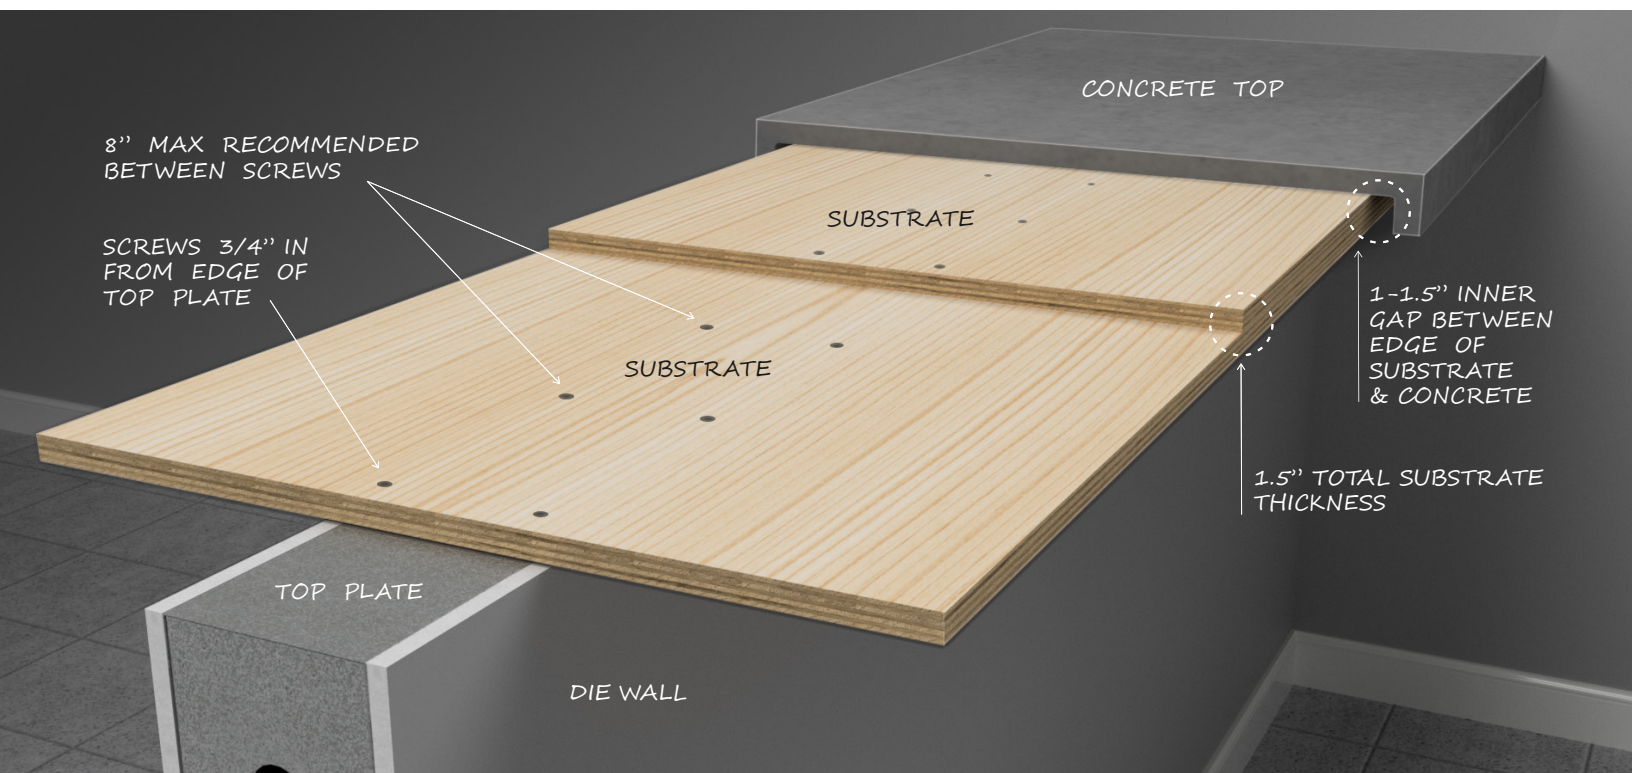 CONCRETE TOP
8” MAX RECOMMENDED
BETWEEN SCREWS
SUBSTRATE
SCREWS 3/4” IN
FROM EDGE OF
TOP PLATE
1-1.5” INNER
GAP BETWEEN
EDGE OF
SUBSTRATE
& CONCRETE
SUBSTRATE
1.5” TOTAL SUBSTRATE
THICKNESS
TOP PLATE
DIE WALL